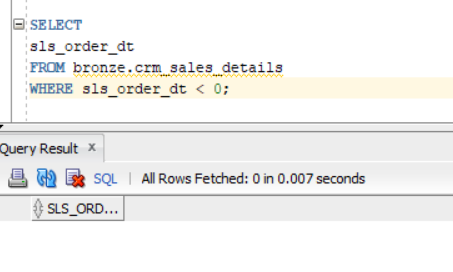 SELECT
sls_order_dt
FROM bronze.crm_sales_details
WHERE sls_order_dt < 0;
Query Result x
SQL | All Rows Fetched: 0 in 0.007 seconds
SLS_ORD...